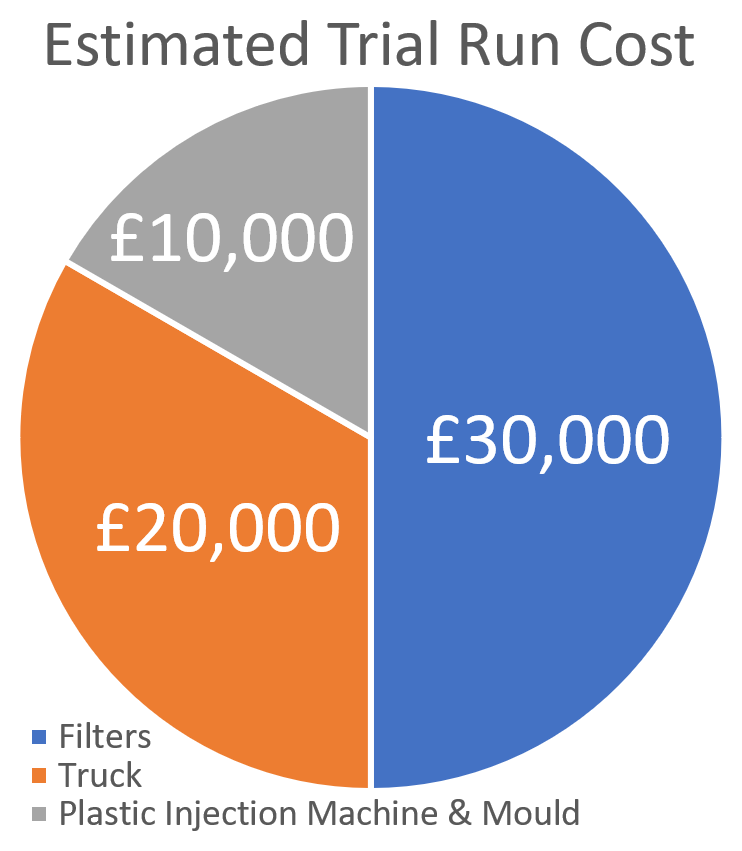 Estimated Trial Run Cost
£10,000
£30,000
£20,000
Filters
Truck
Plastic Injection Machine & Mould